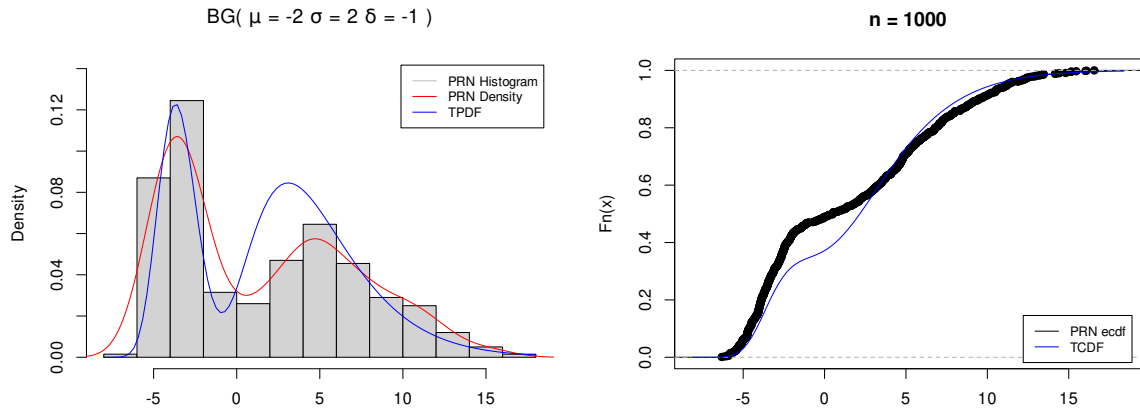 BG( μ = -2 σ = 2 δ = -1 )
Density
0.00
0.04
0.08
0.12
-5 0 5 10 15
PRN Histogram
PRN Density
TPDF
n = 1000
Fn(x)
0.0
0.2
0.4
0.6
0.8
1.0
-5 0 5 10 15
PRN ecdf
TCDF